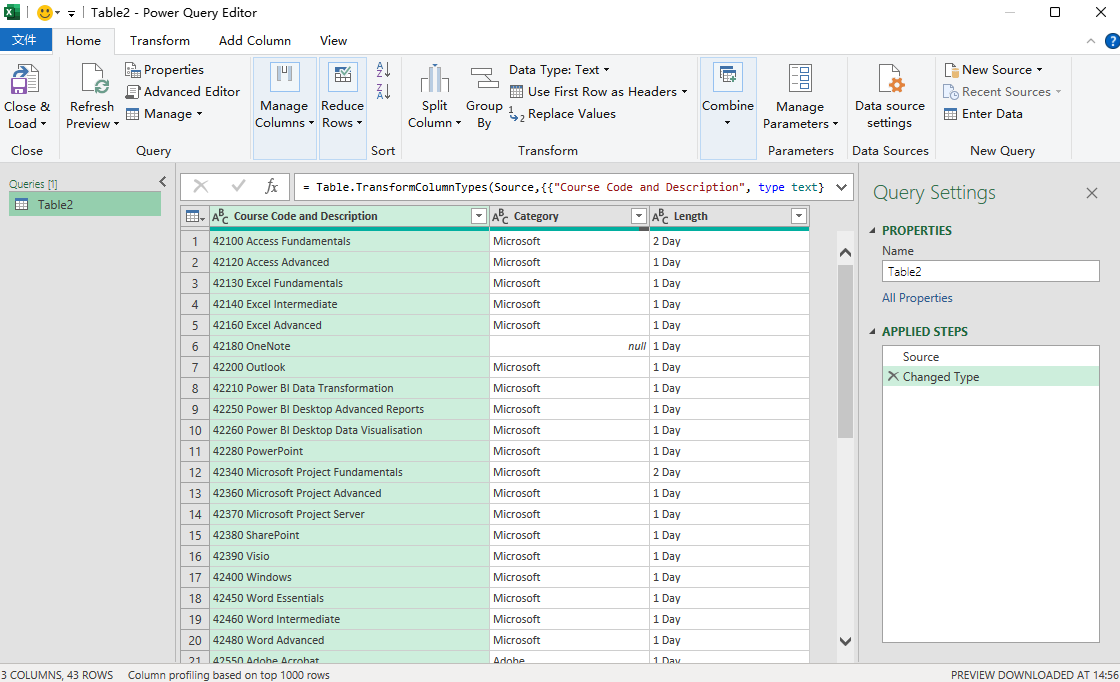 Table2 - Power Query Editor
文件 Home Transform Add Column View
Close & Load
Refresh Preview
Properties
Advanced Editor
Manage
Manage Columns
Reduce Rows
Split Column
Group By
Data Type: Text
Use First Row as Headers
Replace Values
Combine
Manage Parameters
Data source settings
New Source
Recent Sources
Enter Data
Close Query Sort Transform Parameters Data Sources New Query
Queries [1]
Table2
fx = Table.TransformColumnTypes(Source,{{"Course Code and Description", type text}
ABC Course Code and Description ABC Category ABC Length
1 42100 Access Fundamentals Microsoft 2 Day
2 42120 Access Advanced Microsoft 1 Day
3 42130 Excel Fundamentals Microsoft 1 Day
4 42140 Excel Intermediate Microsoft 1 Day
5 42160 Excel Advanced Microsoft 1 Day
6 42180 OneNote null 1 Day
7 42200 Outlook Microsoft 1 Day
8 42210 Power BI Data Transformation Microsoft 1 Day
9 42250 Power BI Desktop Advanced Reports Microsoft 1 Day
10 42260 Power BI Desktop Data Visualisation Microsoft 1 Day
11 42280 PowerPoint Microsoft 1 Day
12 42340 Microsoft Project Fundamentals Microsoft 2 Day
13 42360 Microsoft Project Advanced Microsoft 1 Day
14 42370 Microsoft Project Server Microsoft 1 Day
15 42380 SharePoint Microsoft 1 Day
16 42390 Visio Microsoft 1 Day
17 42400 Windows Microsoft 1 Day
18 42450 Word Essentials Microsoft 1 Day
19 42460 Word Intermediate Microsoft 1 Day
20 42480 Word Advanced Microsoft 1 Day
21 42550 Adobe Acrobat Adobe 1 Day
Query Settings
PROPERTIES
Name
Table2
All Properties
APPLIED STEPS
Source
Changed Type
3 COLUMNS, 43 ROWS Column profiling based on top 1000 rows PREVIEW DOWNLOADED AT 14:56